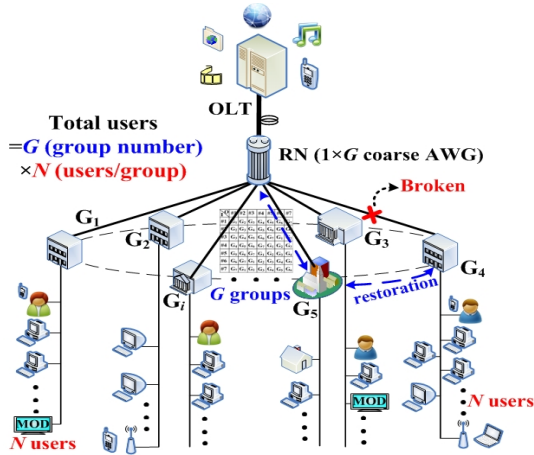 OLT
Total users
=G (group number)
×N (users/group)
RN (1×G coarse AWG)
Broken
G1
G2
G3
G4
Gi
G groups
G5
restoration
MOD
N users
MOD
N users